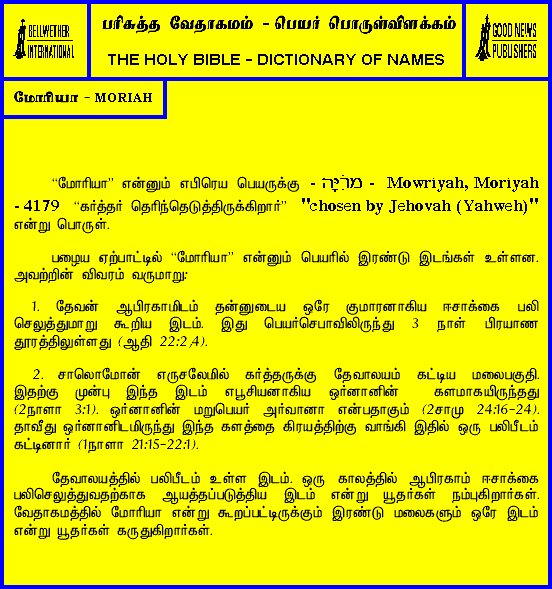 BELLWETHER
INTERNATIONAL
பரிசுத்த வேதாகமம் - பெயர் பொருள்விளக்கம்
THE HOLY BIBLE - DICTIONARY OF NAMES
GOOD NEWS
PUBLISHERS
மோரியா - MORIAH
“மோரியா” என்னும் எபிரெய பெயருக்கு - מֹרִיָּה - Mowriyah, Moriyah
- 4179 “கர்த்தர் தெரிந்தெடுத்திருக்கிறார்” "chosen by Jehovah (Yahweh)"
என்று பொருள்.
பழைய ஏற்பாட்டில் “மோரியா” என்னும் பெயரில் இரண்டு இடங்கள் உள்ளன.
அவற்றின் விவரம் வருமாறு:
1. தேவன் ஆபிரகாமிடம் தன்னுடைய ஒரே குமாரனாகிய ஈசாக்கை பலி
செலுத்துமாறு கூறிய இடம். இது பெயர்செபாவிலிருந்து 3 நாள் பிரயாண
தூரத்திலுள்ளது (ஆதி 22:2,4).
2. சாலொமோன் எருசலேமில் கர்த்தருக்கு தேவாலயம் கட்டிய மலைபகுதி.
இதற்கு முன்பு இந்த இடம் எபூசியனாகிய ஒர்னானின் களமாகயிருந்தது
(2நாளா 3:1). ஒர்னானின் மறுபெயர் அர்வானா என்பதாகும் (2சாமு 24:16-24).
தாவீது ஒர்னானிடமிருந்து இந்த களத்தை கிரயத்திற்கு வாங்கி இதில் ஒரு பலிபீடம்
கட்டினார் (1நாளா 21:15-22:1).
தேவாலயத்தில் பலிபீடம் உள்ள இடம். ஒரு காலத்தில் ஆபிரகாம் ஈசாக்கை
பலிசெலுத்துவதற்காக ஆயத்தப்படுத்திய இடம் என்று யூதர்கள் நம்புகிறார்கள்.
வேதாகமத்தில் மோரியா என்று கூறப்பட்டிருக்கும் இரண்டு மலைகளும் ஒரே இடம்
என்று யூதர்கள் கருதுகிறார்கள்.